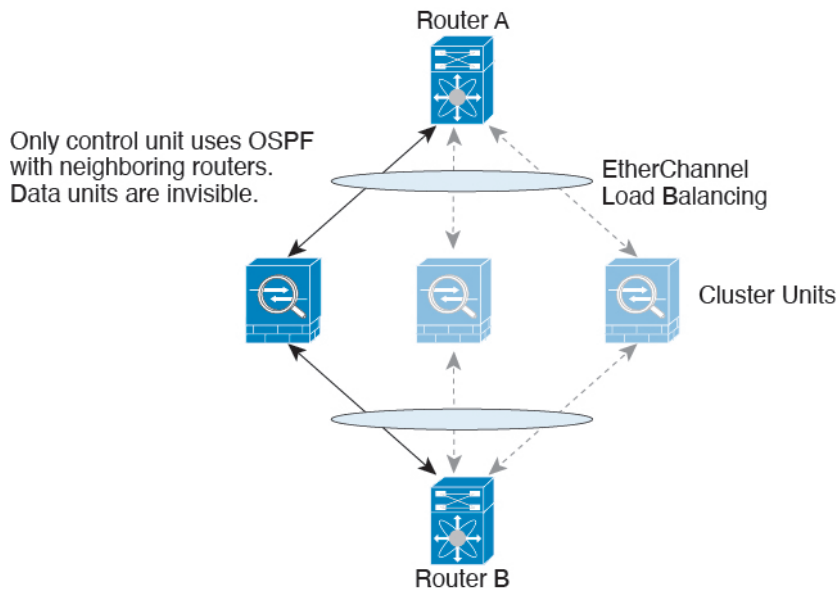 Router A
Only control unit uses OSPF
with neighboring routers.
Data units are invisible.
EtherChannel
Load Balancing
Cluster Units
Router B